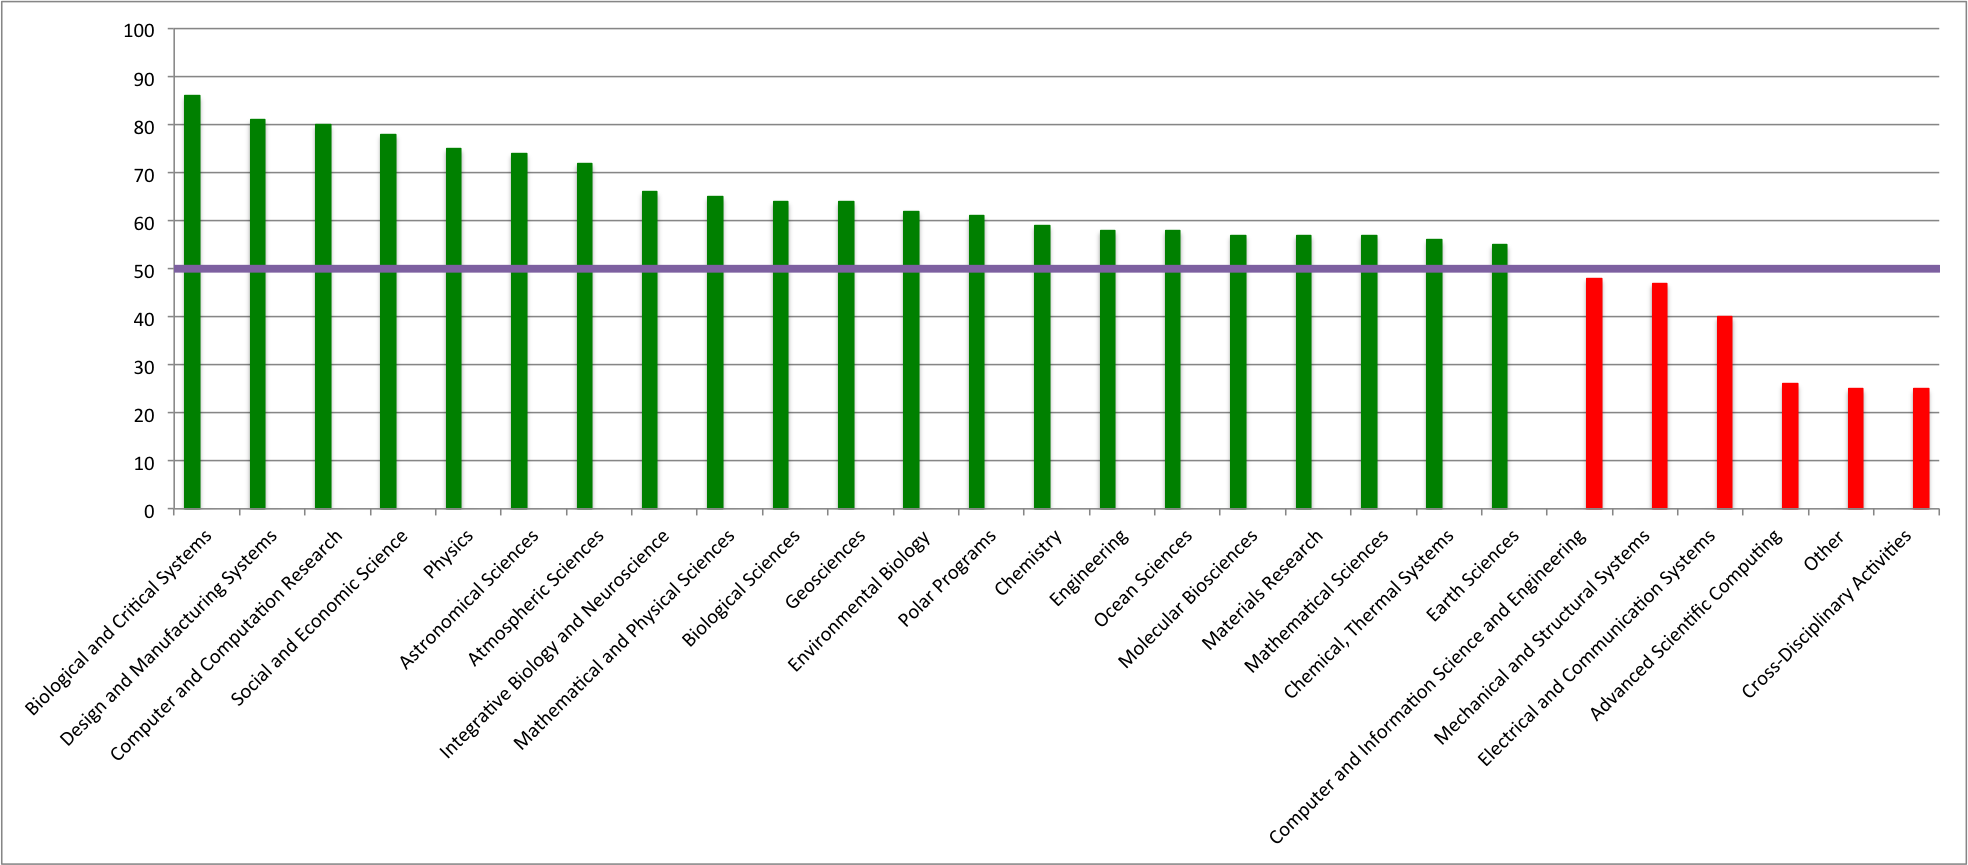 100
90
80
70
60
50
40
30
20
10
0
Biological and Critical Systems
Design and Manufacturing Systems
Computer and Computation Research
Social and Economic Science
Physics
Astronomical Sciences
Atmospheric Sciences
Integrative Biology and Neuroscience
Mathematical and Physical Sciences
Biological Sciences
Geosciences
Environmental Biology
Polar Programs
Chemistry
Engineering
Ocean Sciences
Molecular Biosciences
Materials Research
Mathematical Sciences
Chemical, Thermal Systems
Earth Sciences
Computer and Information Science and Engineering
Mechanical and Structural Systems
Electrical and Communication Systems
Advanced Scientific Computing
Other
Cross-Disciplinary Activities